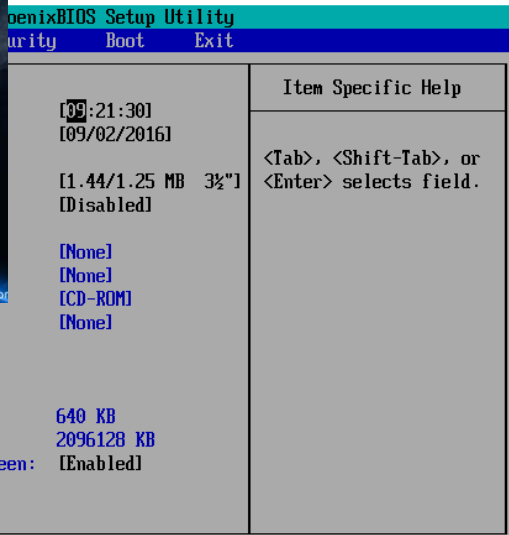 oenixBIOS Setup Utility
urity Boot Exit
Item Specific Help
[09:21:30]
[09/02/2016]
<Tab>, <Shift-Tab>, or
<Enter> selects field.
[1.44/1.25 MB 3½"]
[Disabled]
[None]
[None]
[CD-ROM]
[None]
640 KB
2096128 KB
een: [Enabled]